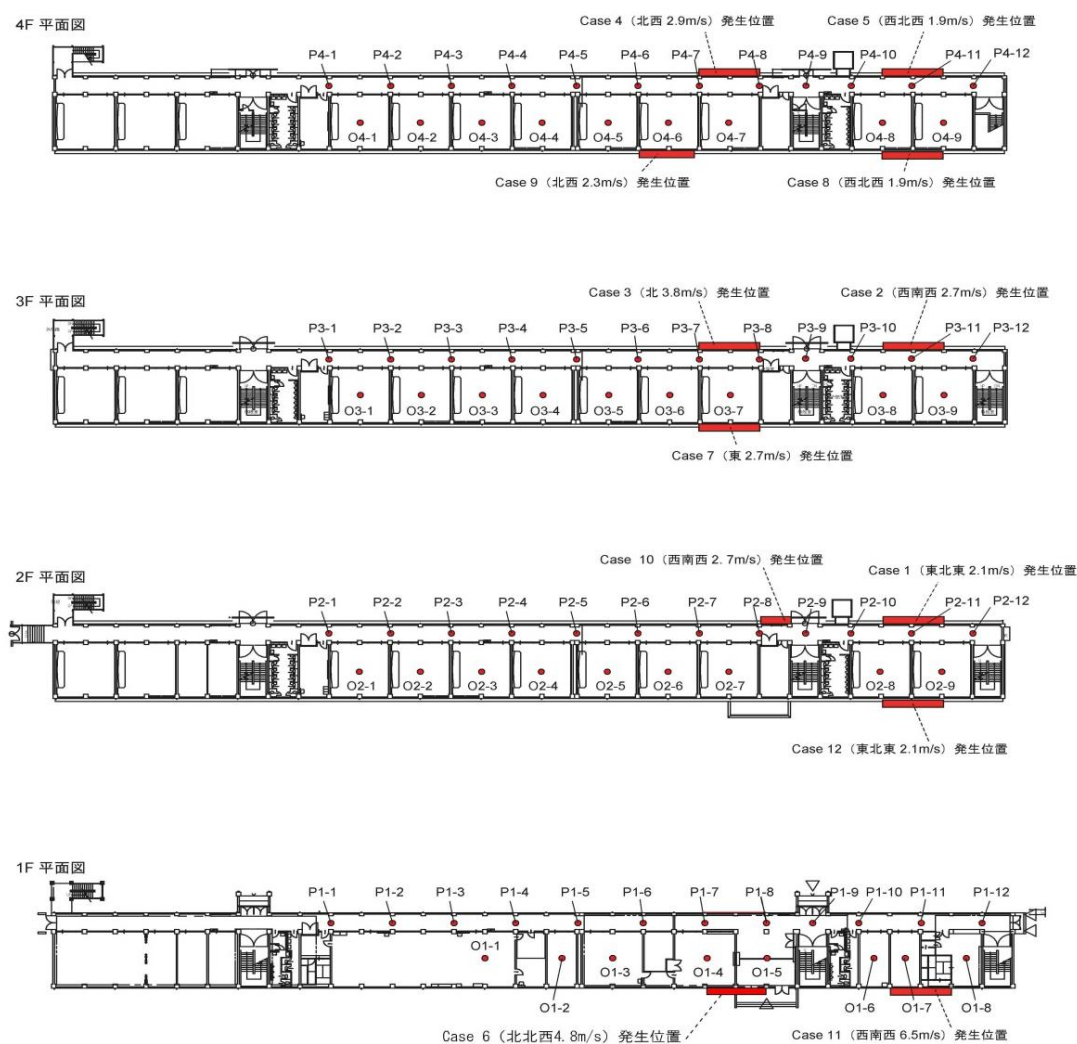 4F 平面図
Case 4（北西 2.9m/s）発生位置
Case 5（西北西 1.9m/s）発生位置
P4-1 P4-2 P4-3 P4-4 P4-5 P4-6 P4-7 P4-8 P4-9 P4-10 P4-11 P4-12
O4-1 O4-2 O4-3 O4-4 O4-5 O4-6 O4-7 O4-8 O4-9
Case 9（北西 2.3m/s）発生位置
Case 8（西北西 1.9m/s）発生位置
3F 平面図
Case 3（北 3.8m/s）発生位置
Case 2（西南西 2.7m/s）発生位置
P3-1 P3-2 P3-3 P3-4 P3-5 P3-6 P3-7 P3-8 P3-9 P3-10 P3-11 P3-12
O3-1 O3-2 O3-3 O3-4 O3-5 O3-6 O3-7 O3-8 O3-9
Case 7（東 2.7m/s）発生位置
2F 平面図
Case 10（西南西 2.7m/s）発生位置
Case 1（東北東 2.1m/s）発生位置
P2-1 P2-2 P2-3 P2-4 P2-5 P2-6 P2-7 P2-8 P2-9 P2-10 P2-11 P2-12
O2-1 O2-2 O2-3 O2-4 O2-5 O2-6 O2-7 O2-8 O2-9
Case 12（東北東 2.1m/s）発生位置
1F 平面図
P1-1 P1-2 P1-3 P1-4 P1-5 P1-6 P1-7 P1-8 P1-9 P1-10 P1-11 P1-12
O1-1 O1-2 O1-3 O1-4 O1-5 O1-6 O1-7 O1-8
Case 6（北北西4.8m/s）発生位置
Case 11（西南西 6.5m/s）発生位置